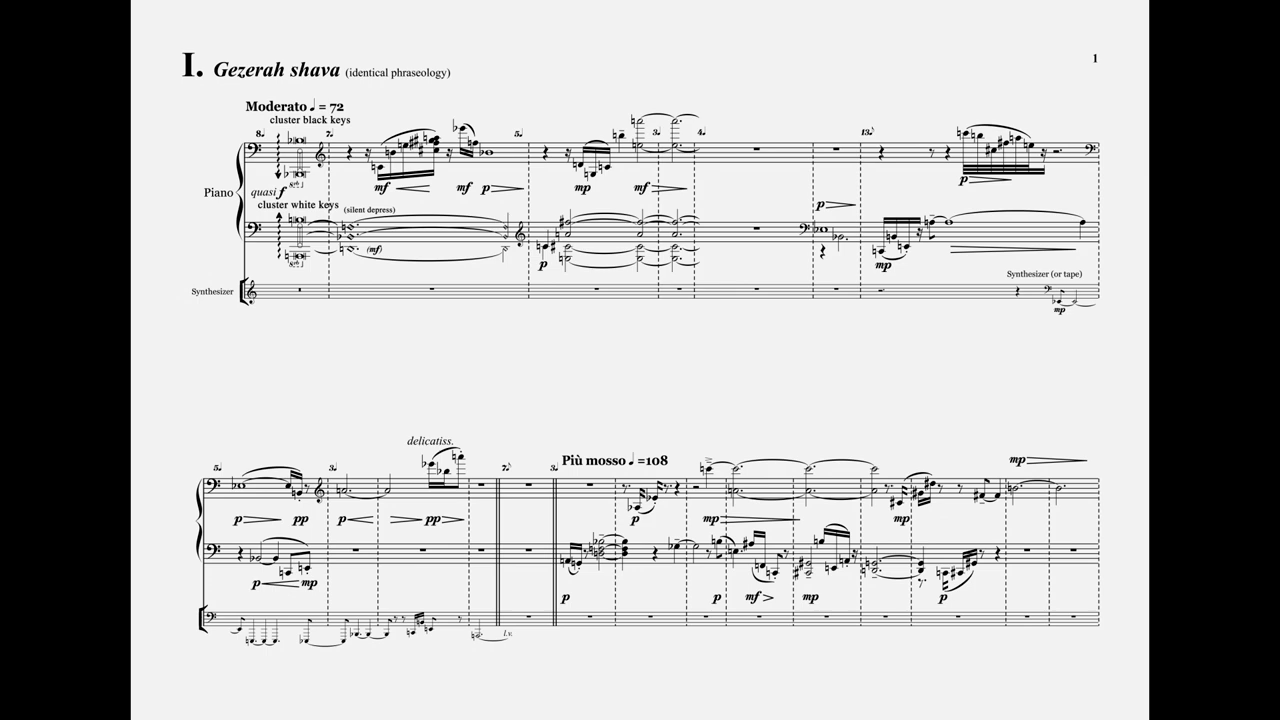 I. Gezerah shava (identical phraseology)
1
Moderato ♩ = 72
cluster black keys
8 7 5 3 4 13
mf mf p mp mf p
Piano
quasi f
cluster white keys
p
(silent depress)
(mf)
p
mp
Synthesizer (or tape)
Synthesizer
mp
delicatiss.
Più mosso ♩ =108
mp
5 3 7 3
p pp p pp p mp mp
p mp
p p mf mp p
l.v.